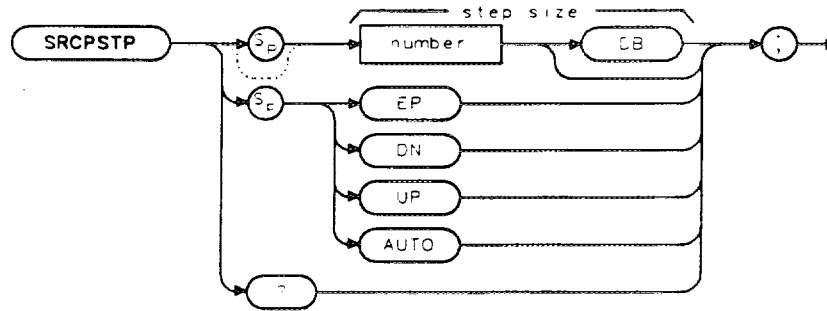 step size
SRCPSTP SP number DB ;
SP EP
DN
UP
AUTO
?